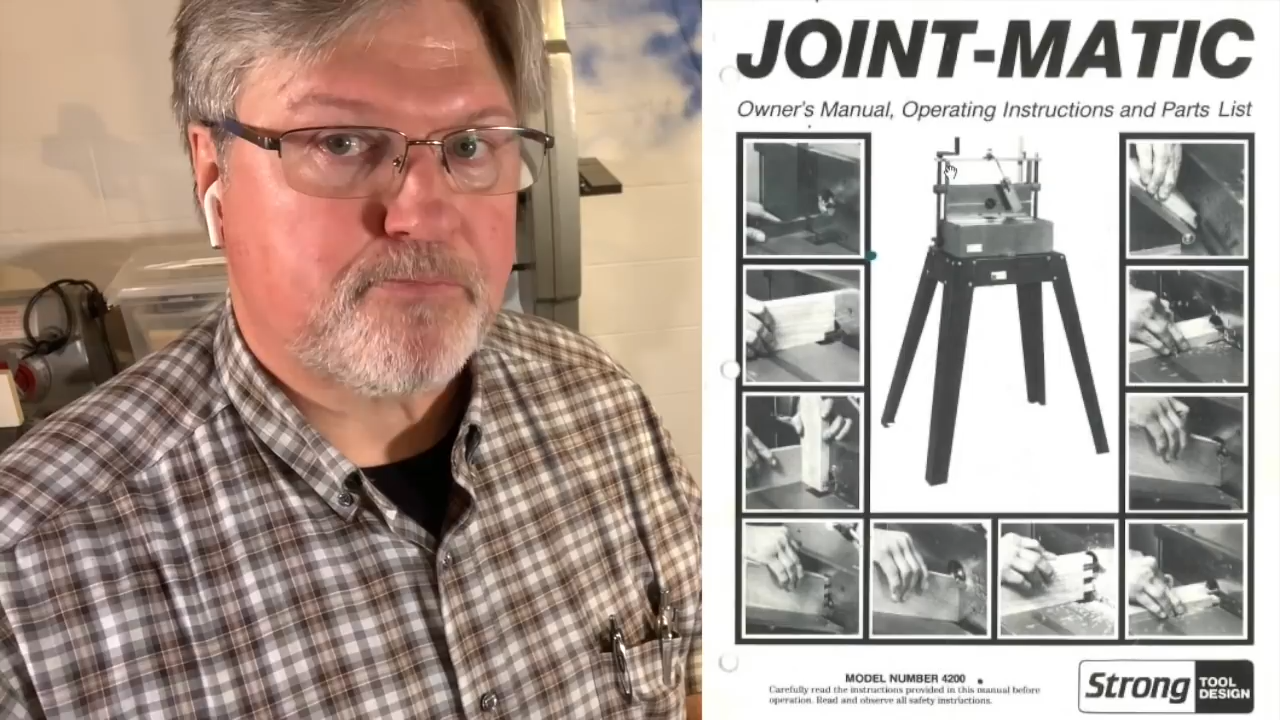 JOINT-MATIC
Owner's Manual, Operating Instructions and Parts List
MODEL NUMBER 4200
Carefully read the instructions provided in this manual before
operation. Read and observe all safety instructions.
Strong
TOOL
DESIGN